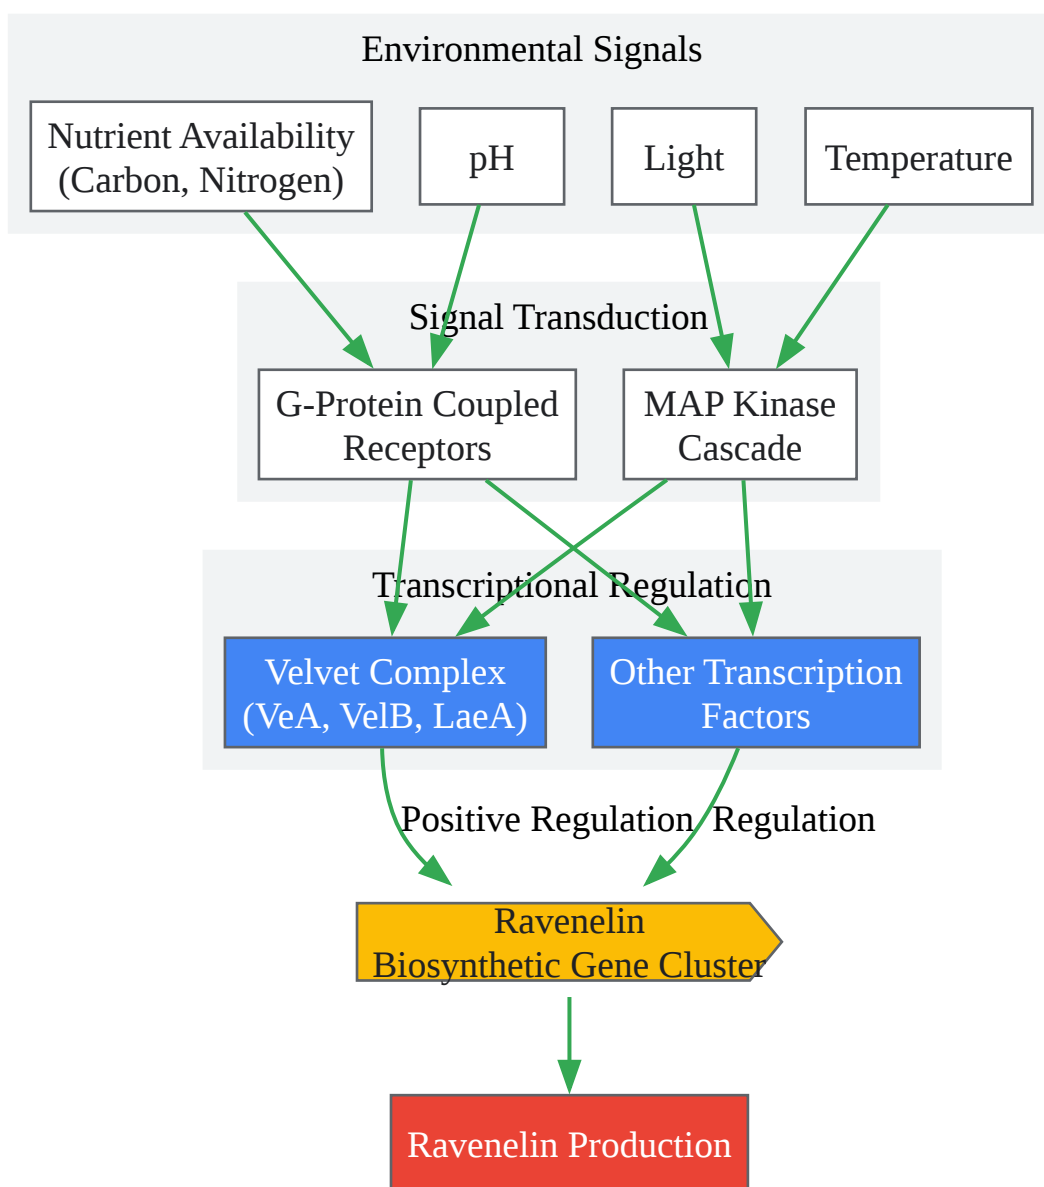 Environmental Signals
Nutrient Availability
(Carbon, Nitrogen)
pH
Light
Temperature
Signal Transduction
G-Protein Coupled
Receptors
MAP Kinase
Cascade
Transcriptional Regulation
Velvet Complex
(VeA, VelB, LaeA)
Other Transcription
Factors
Positive Regulation
Regulation
Ravenelin
Biosynthetic Gene Cluster
Ravenelin Production